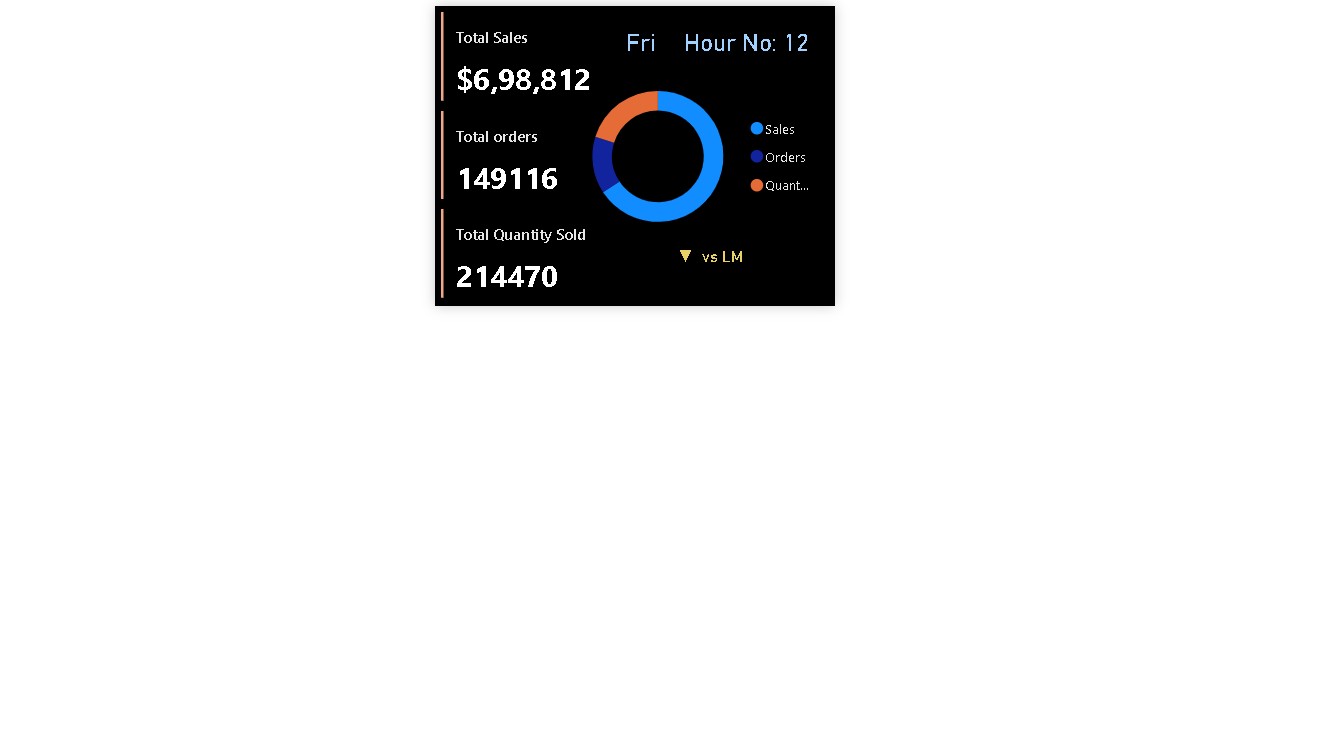 Total Sales
$6,98,812
Total orders
149116
Total Quantity Sold
214470
Fri Hour No: 12
Sales
Orders
Quant...
▼ vs LM